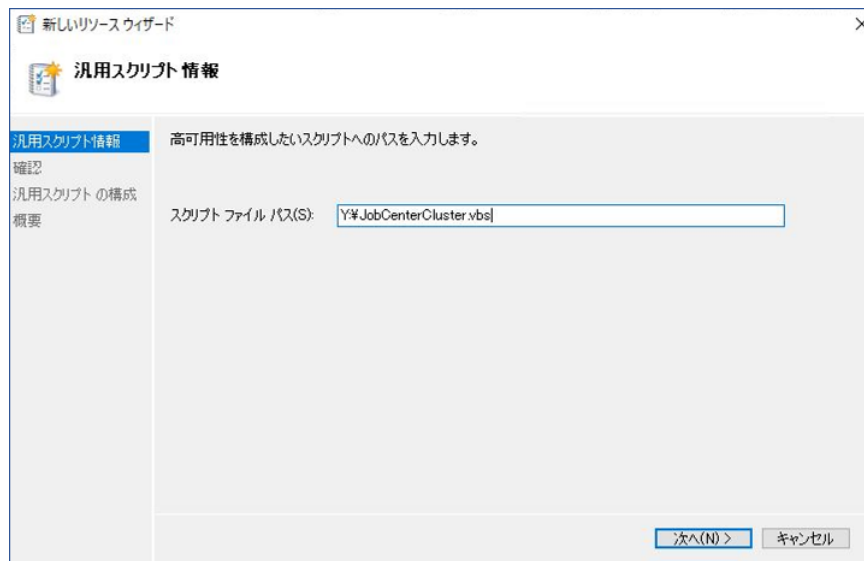 新しいリソース ウィザード
汎用スクリプト 情報
汎用スクリプト情報
確認
汎用スクリプト の構成
概要
高可用性を構成したいスクリプトへのパスを入力します。
スクリプト ファイル パス(S):
Y:¥JobCenterCluster.vbs
次へ(N) >
キャンセル